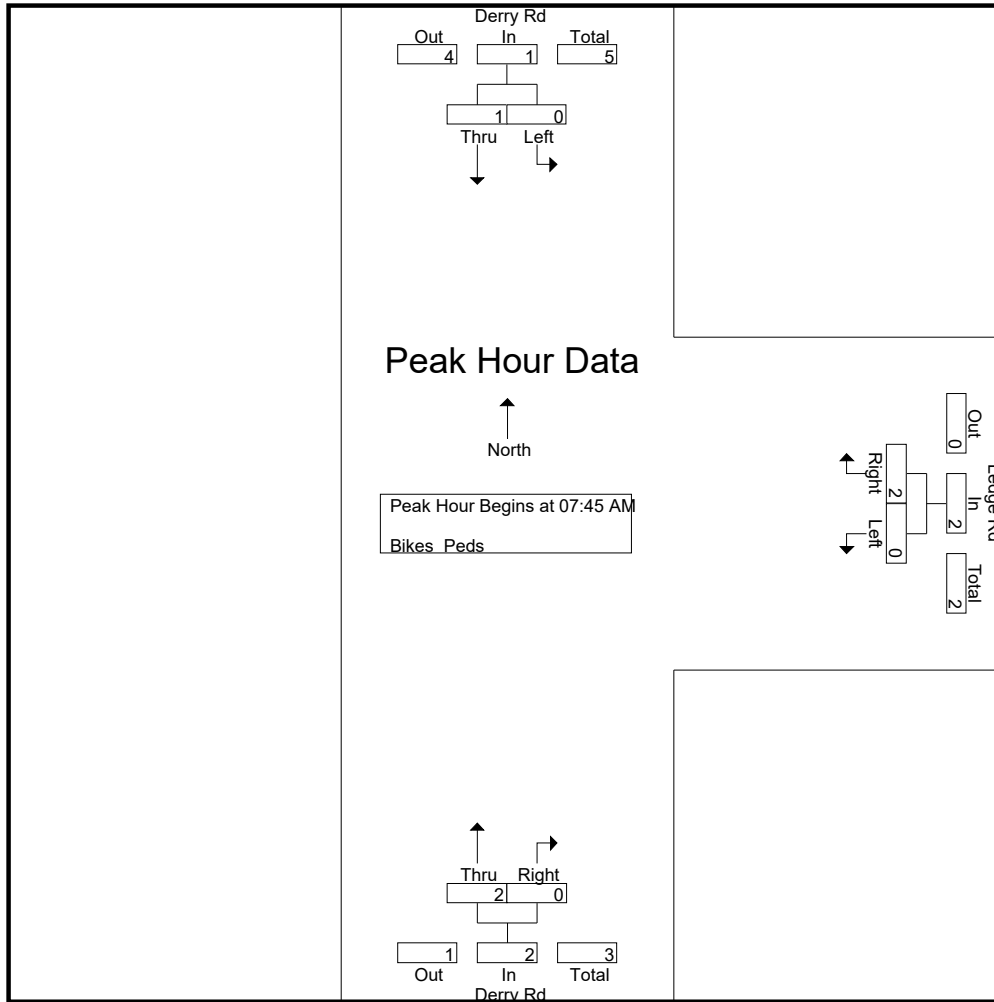 Derry Rd
Out In Total
4 1 5
1 0
Thru Left
Peak Hour Data
North
Peak Hour Begins at 07:45 AM
Bikes Peds
Ledge Rd
Out In Total
0 2 2
Right Left
2 0
Thru Right
2 0
1 2 3
Out In Total
Derry Rd